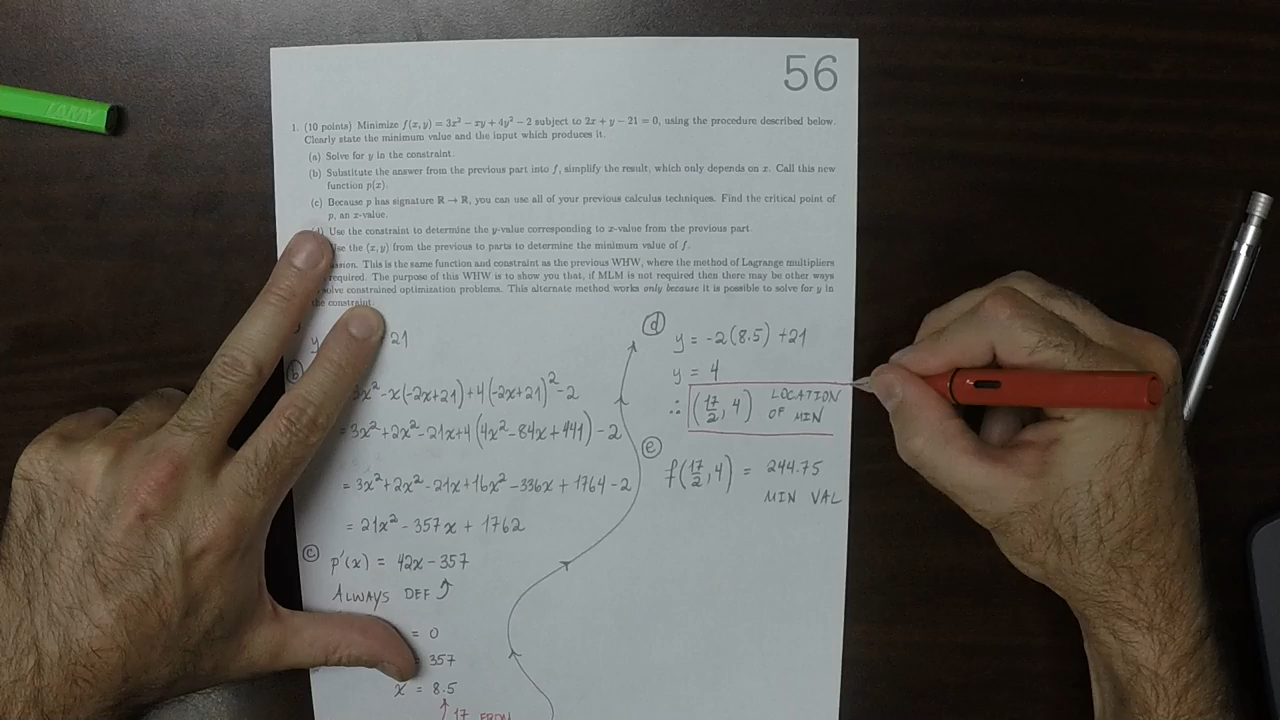 56
1. (10 points) Minimize f(x, y) = 3x² − xy + 4y² − 2 subject to 2x + y − 21 = 0, using the procedure described below.
Clearly state the minimum value and the input which produces it.
(a) Solve for y in the constraint.
(b) Substitute the answer from the previous part into f, simplify the result, which only depends on x. Call this new
function p(x).
(c) Because p has signature ℝ → ℝ, you can use all of your previous calculus techniques. Find the critical point of
p, an x-value.
Use the constraint to determine the y-value corresponding to x-value from the previous part.
the (x, y) from the previous to parts to determine the minimum value of f.
This is the same function and constraint as the previous WHW, where the method of Lagrange multipliers
required. The purpose of this WHW is to show you that, if MLM is not required then there may be other ways
constrained optimization problems. This alternate method works only because it is possible to solve for y in
the constraint.
y 21
b
3x² - x(-2x+21) + 4(-2x+21)² - 2
= 3x² + 2x² - 21x + 4(4x² - 84x + 441) - 2
= 3x² + 2x² - 21x + 16x² - 336x + 1764 - 2
= 21x² - 357x + 1762
c p'(x) = 42x - 357
ALWAYS DEF
= 0
= 357
x = 8.5
17 FROM
d y = -2(8.5) + 21
y = 4
∴ (17/2, 4) LOCATION
OF MIN
e
f(17/2, 4) = 244.75
MIN VAL
LAMY